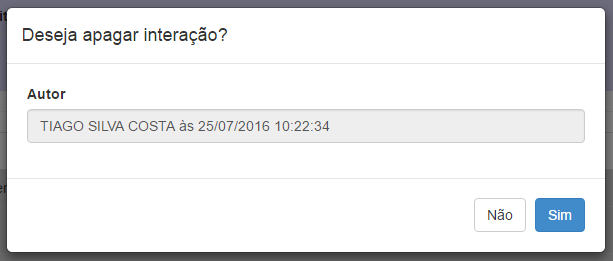 Deseja apagar interação?
Autor
TIAGO SILVA COSTA às 25/07/2016 10:22:34
Não
Sim